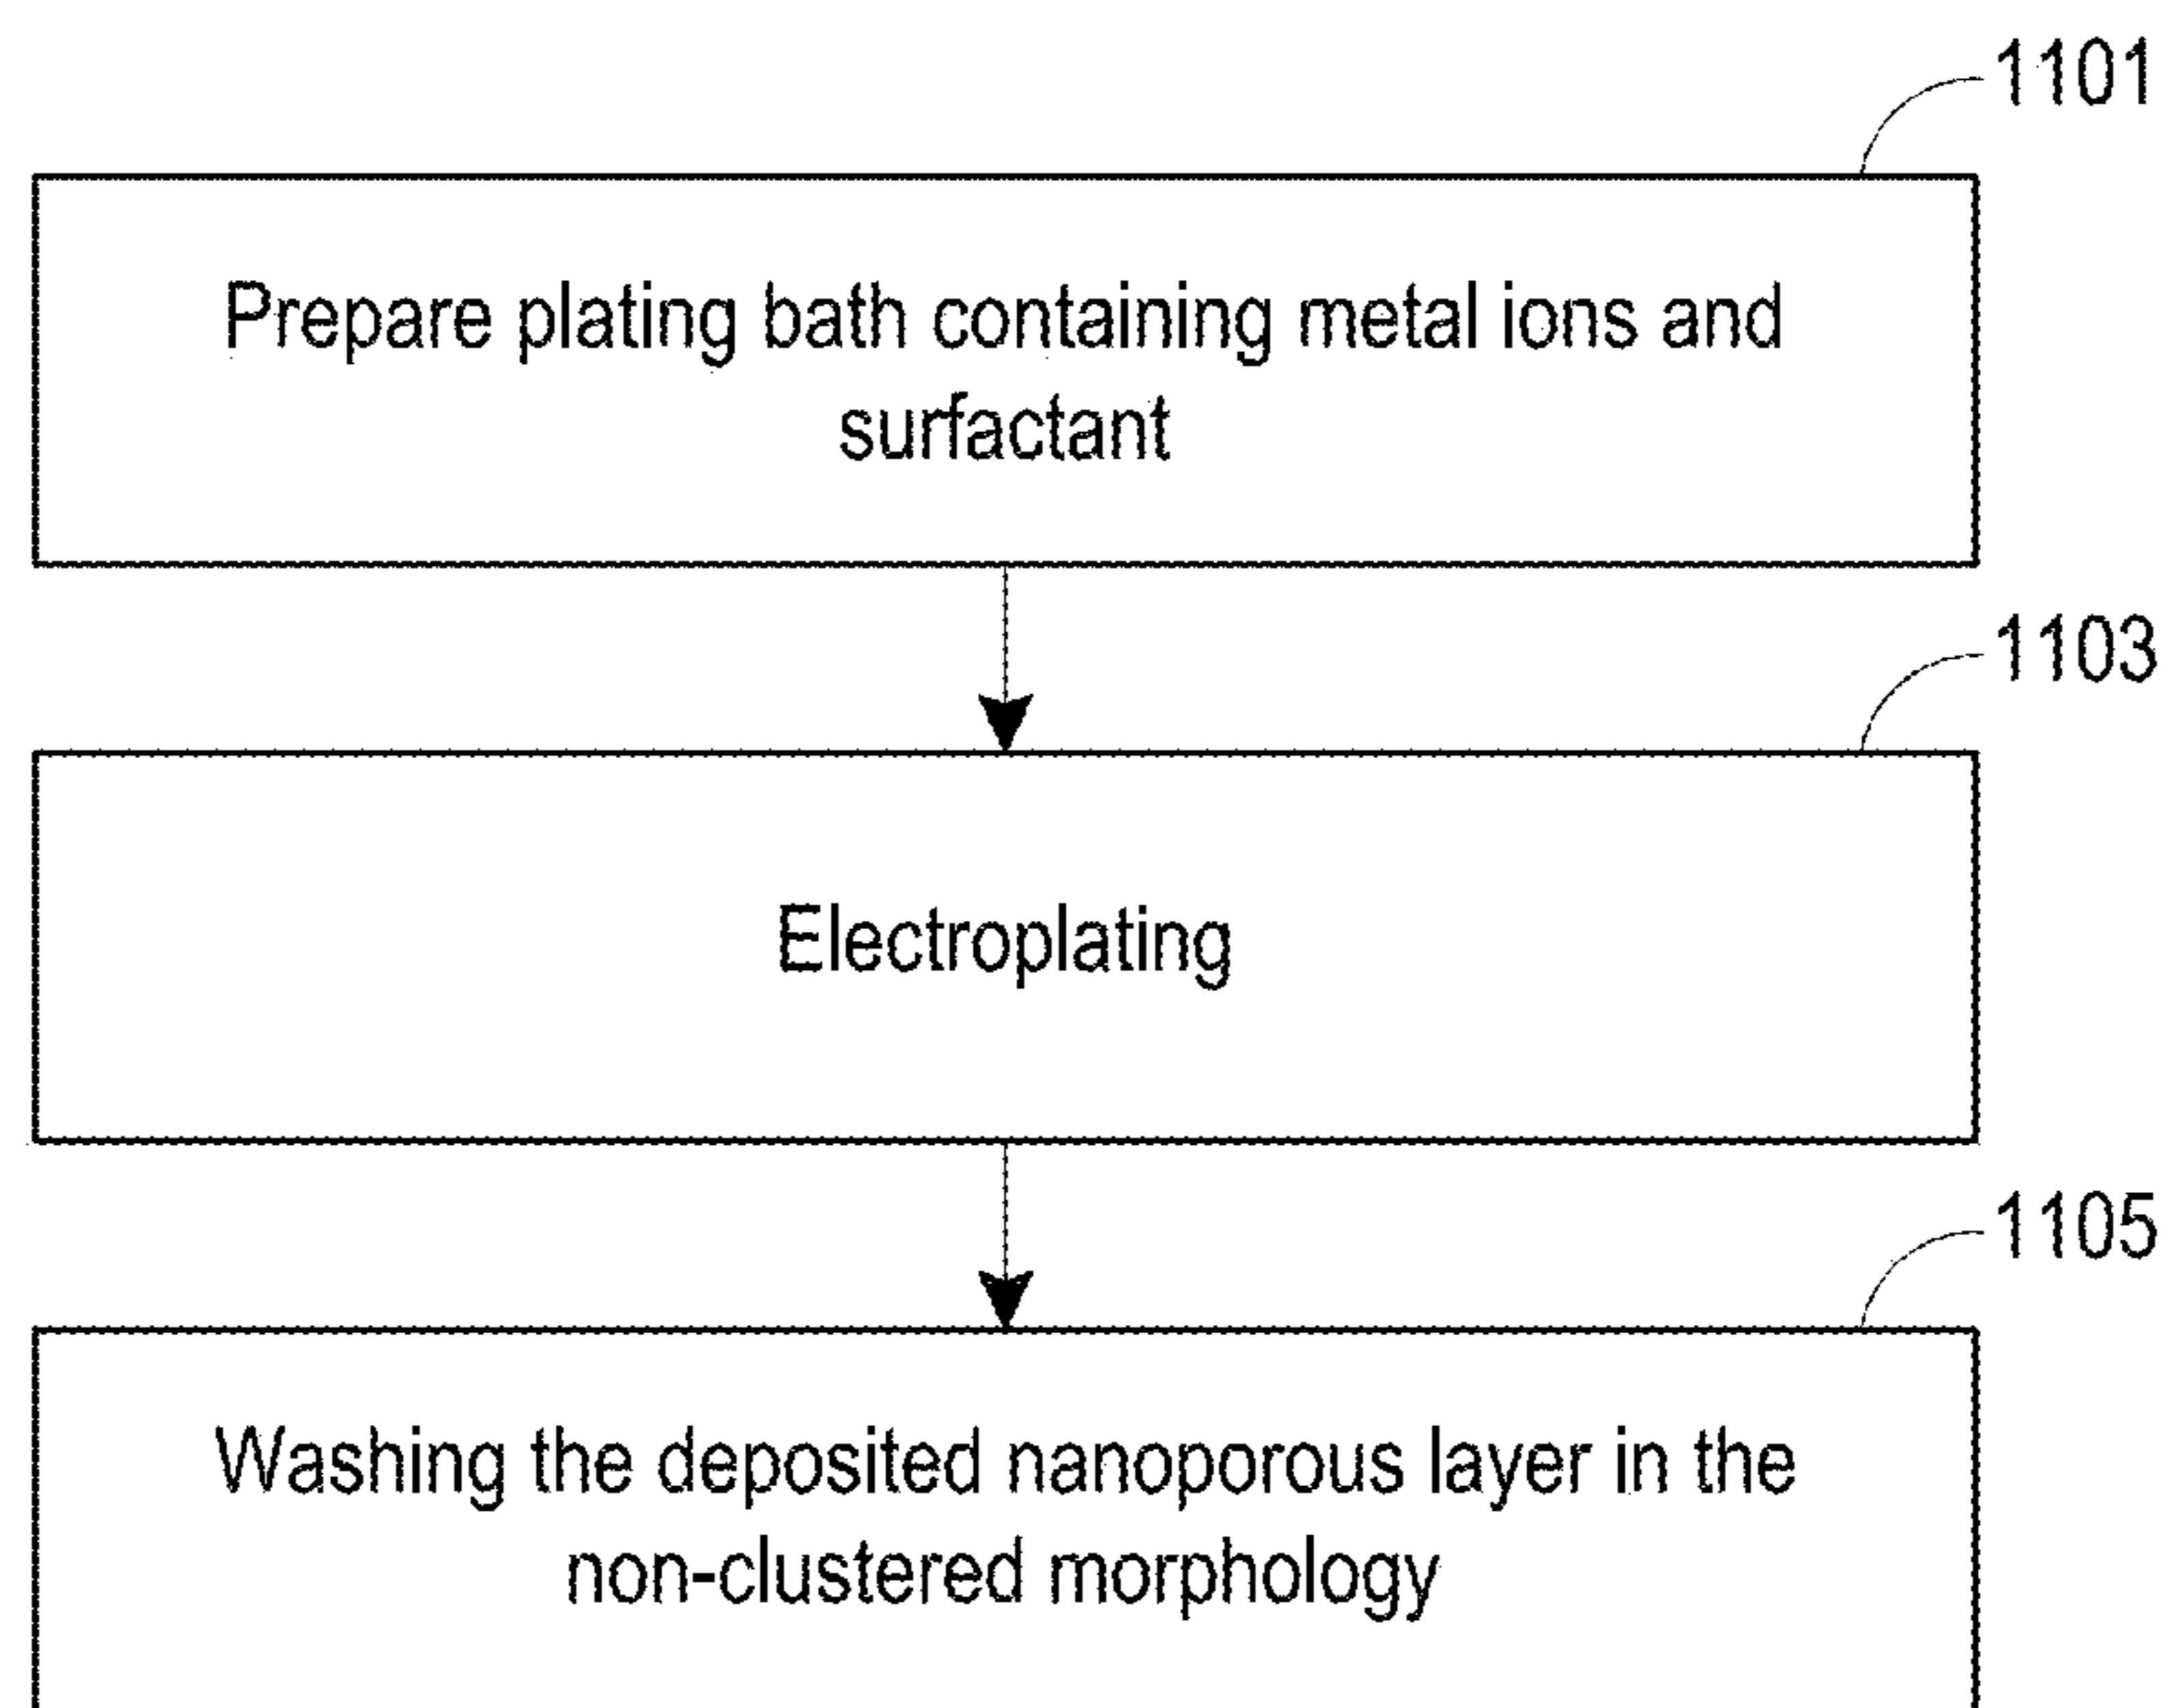 1101
Prepare plating bath containing metal ions and
surfactant
1103
Electroplating
1105
Washing the deposited nanoporous layer in the
non-clustered morphology